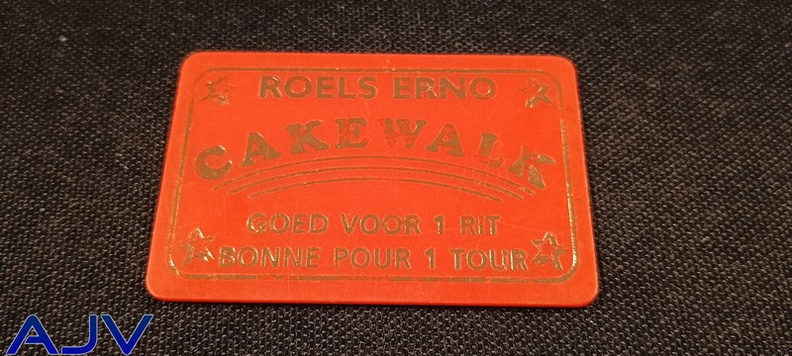 ROELS ERNO
CAKEWALK
GOED VOOR 1 RIT
BONNE POUR 1 TOUR
AJV